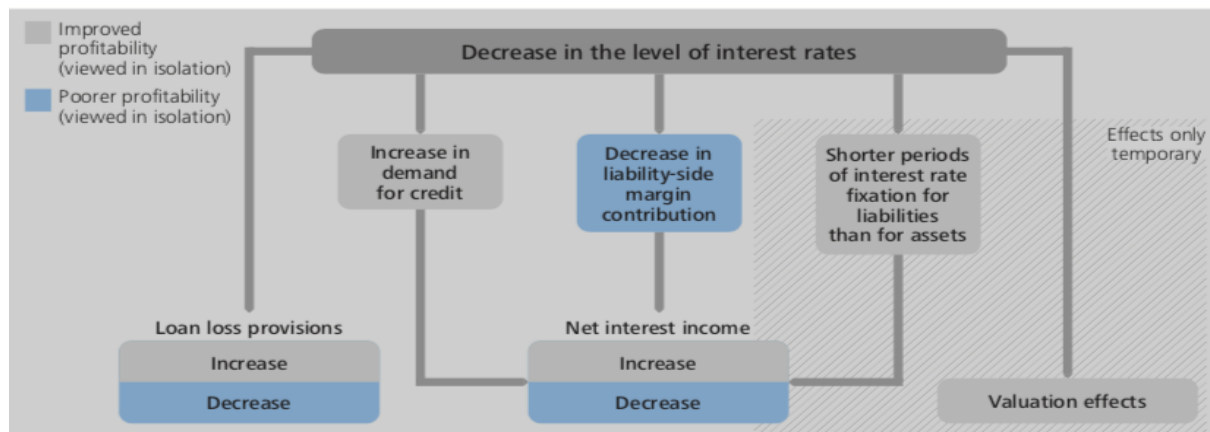 Improved
profitability
(viewed in isolation)
Poorer profitability
(viewed in isolation)
Decrease in the level of interest rates
Increase in
demand
for credit
Decrease in
liability-side
margin
contribution
Shorter periods
of interest rate
fixation for
liabilities
than for assets
Effects only
temporary
Loan loss provisions
Increase
Decrease
Net interest income
Increase
Decrease
Valuation effects